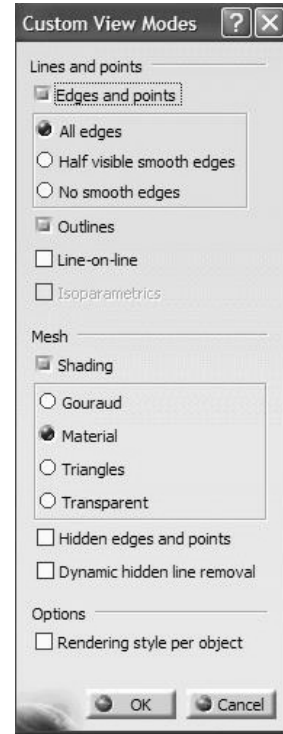 Custom View Modes ? X
Lines and points
Edges and points
All edges
Half visible smooth edges
No smooth edges
Outlines
Line-on-line
Isoparametrics
Mesh
Shading
Gouraud
Material
Triangles
Transparent
Hidden edges and points
Dynamic hidden line removal
Options
Rendering style per object
OK Cancel